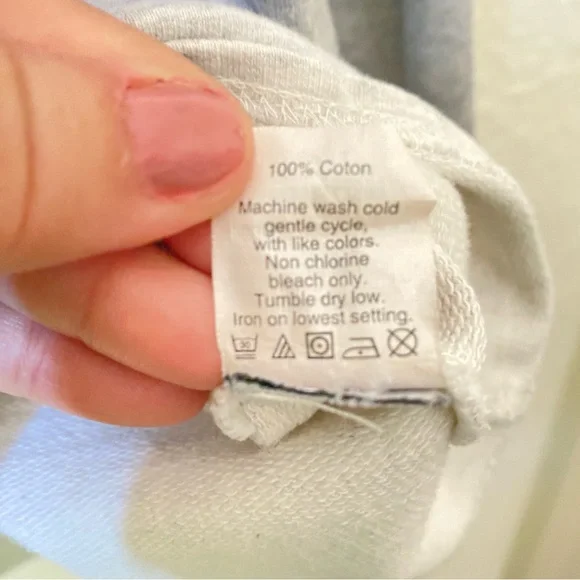 100% Coton
Machine wash cold
gentle cycle,
with like colors.
Non chlorine
bleach only.
Tumble dry low.
Iron on lowest setting.
30